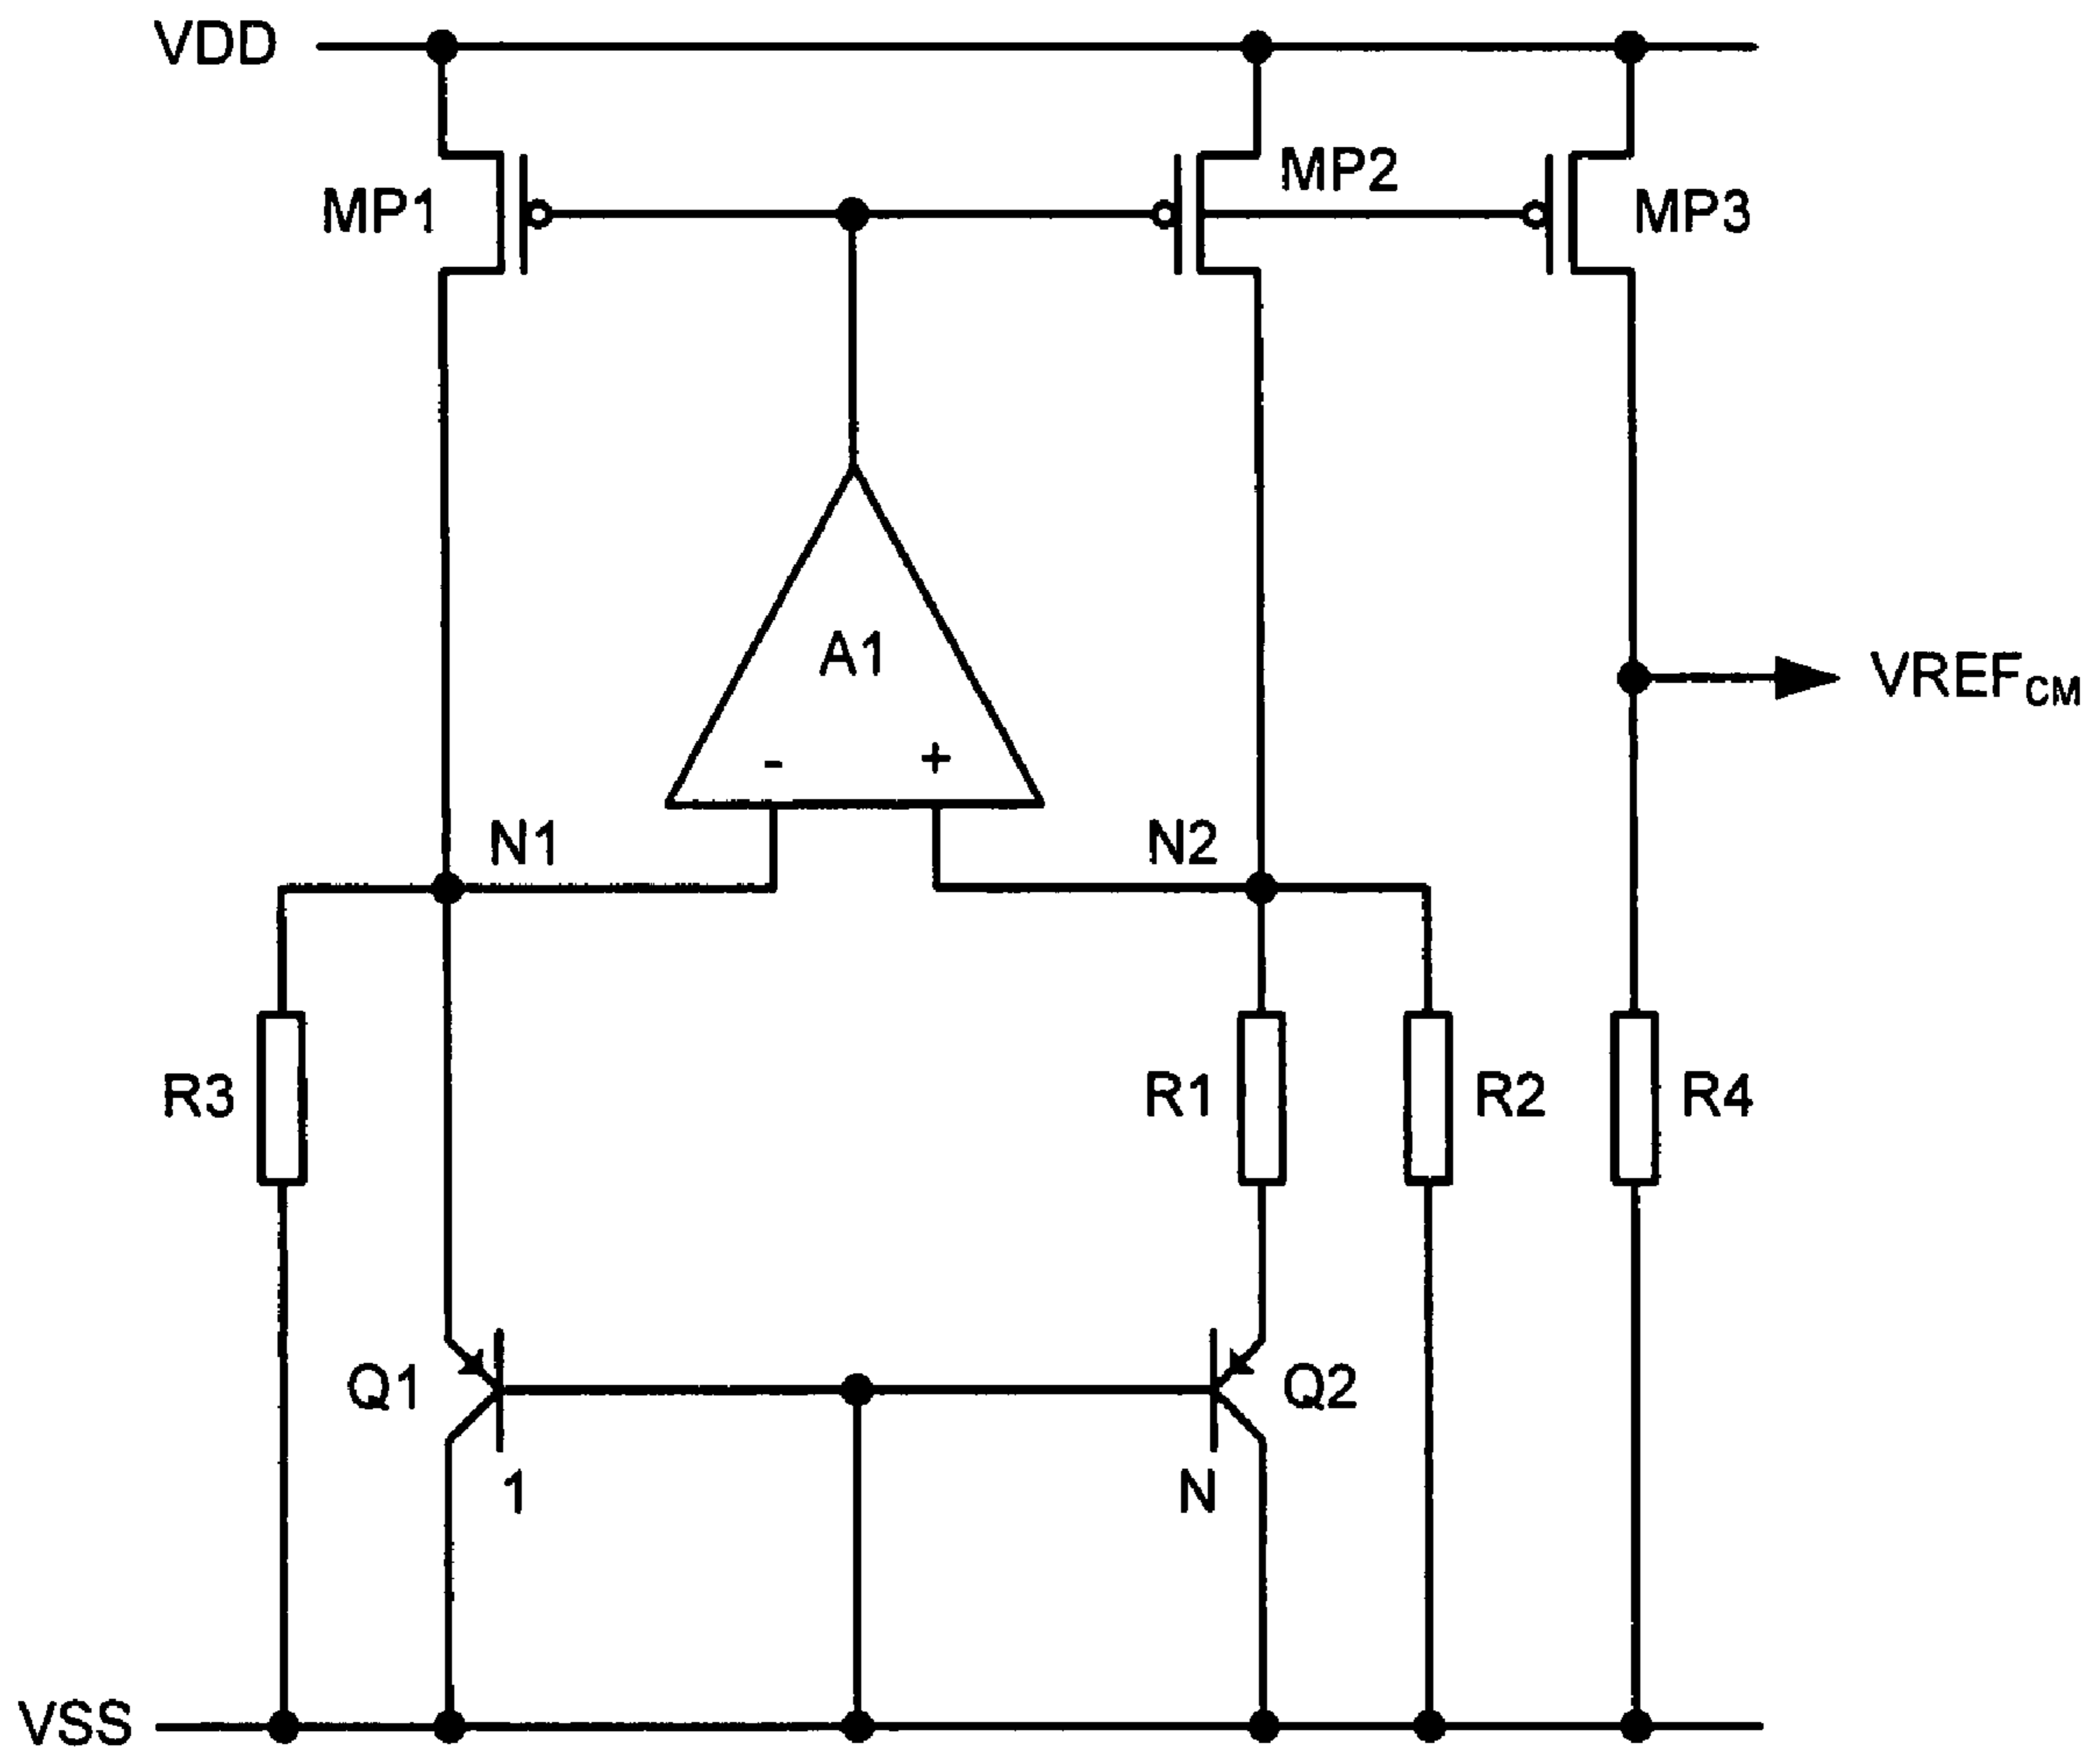 VDD
MP1
MP2
MP3
A1
- +
VREFCM
N1
N2
R3
R1
R2
R4
Q1
Q2
1
N
VSS